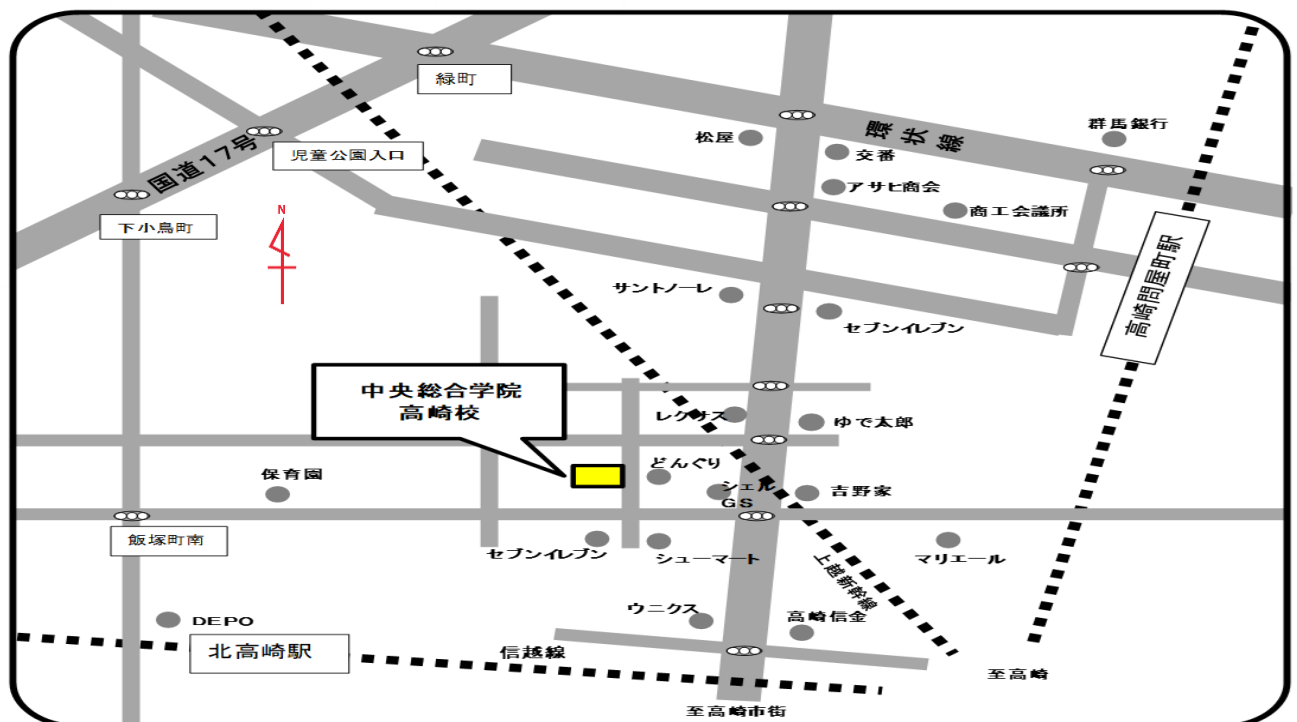 緑町
国道17号
児童公園入口
下小鳥町
N
環状線
松屋
交番
群馬銀行
アサヒ商会
商工会議所
高崎問屋町駅
サントノーレ
セブンイレブン
中央総合学院
高崎校
レクサス
ゆで太郎
どんぐり
保育園
シェル
GS
吉野家
飯塚町南
セブンイレブン
シューマート
マリエール
上越新幹線
ウニクス
高崎信金
DEPO
北高崎駅
信越線
至高崎
至高崎市街